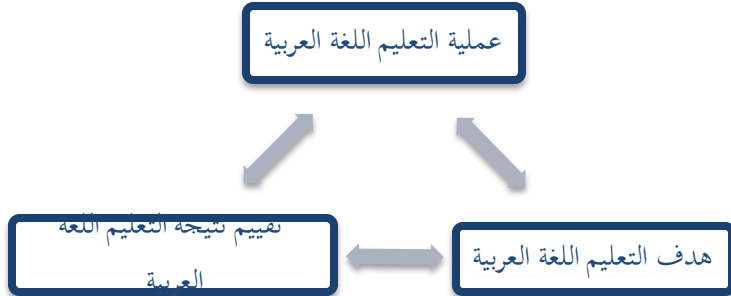 عملية التعليم اللغة العربية
تقييم نتيجة التعليم اللغة
العربية
هدف التعليم اللغة العربية